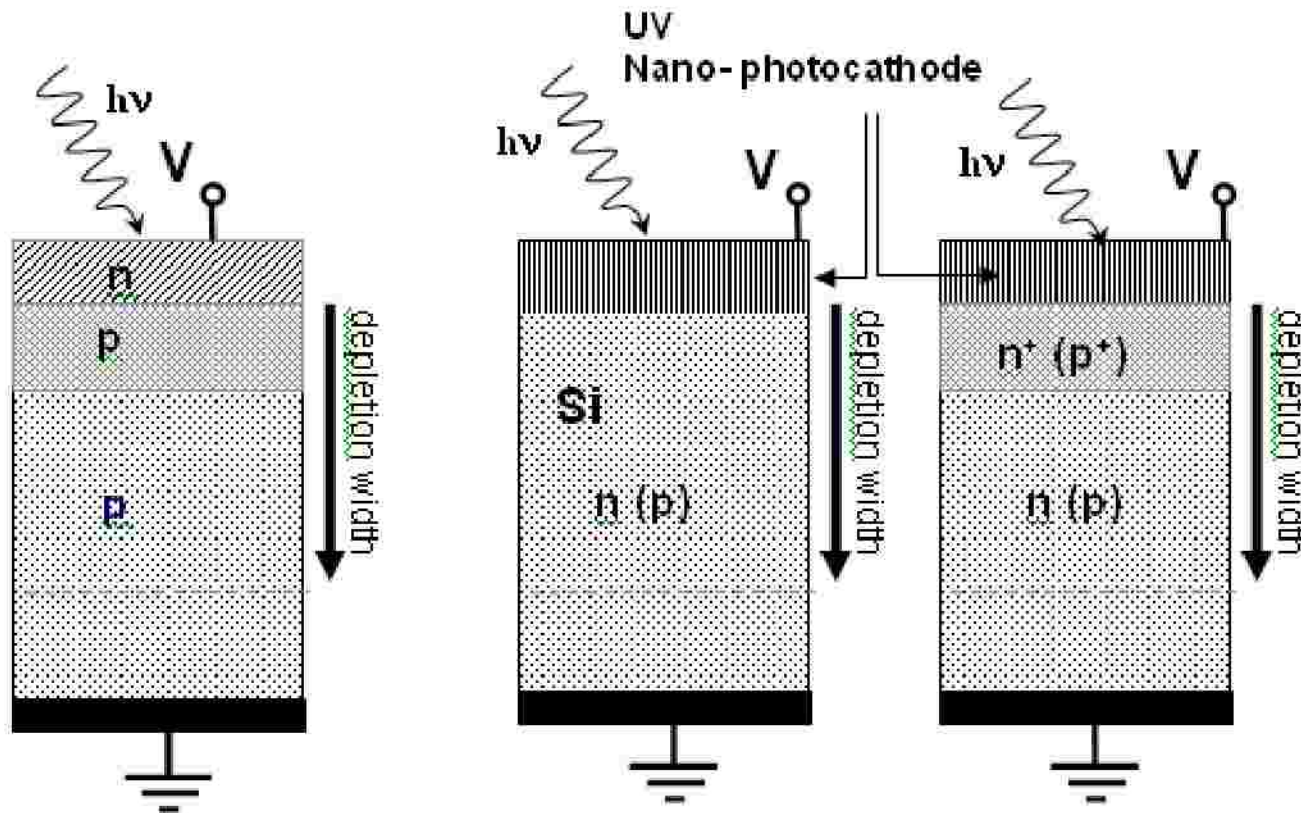 UV
Nano- photocathode
hν
V
n
p
p
depletion width
hν
V
Si
n (p)
depletion width
hν
V
n⁺ (p⁺)
n (p)
depletion width